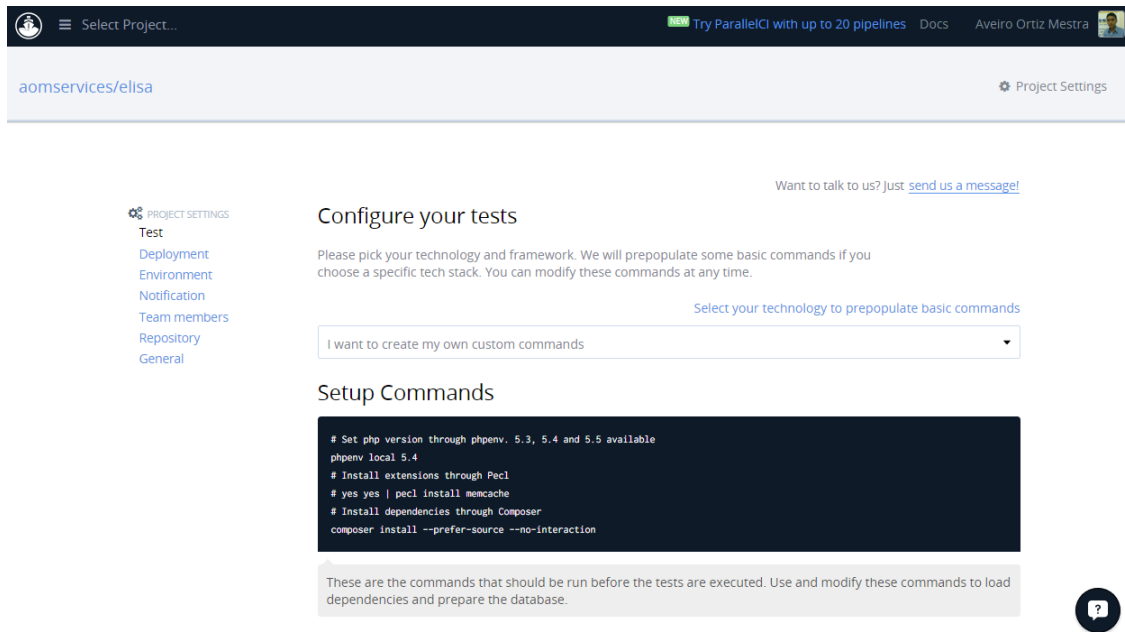 Select Project...
NEW Try ParallelCI with up to 20 pipelines Docs Aveiro Ortiz Mestra
aomservices/elisa
Project Settings
Want to talk to us? Just send us a message!
PROJECT SETTINGS
Test
Deployment
Environment
Notification
Team members
Repository
General
Configure your tests
Please pick your technology and framework. We will prepopulate some basic commands if you
choose a specific tech stack. You can modify these commands at any time.
Select your technology to prepopulate basic commands
I want to create my own custom commands
Setup Commands
# Set php version through phpenv. 5.3, 5.4 and 5.5 available
phpenv local 5.4
# Install extensions through Pecl
# yes yes | pecl install memcache
# Install dependencies through Composer
composer install --prefer-source --no-interaction
These are the commands that should be run before the tests are executed. Use and modify these commands to load
dependencies and prepare the database.
?